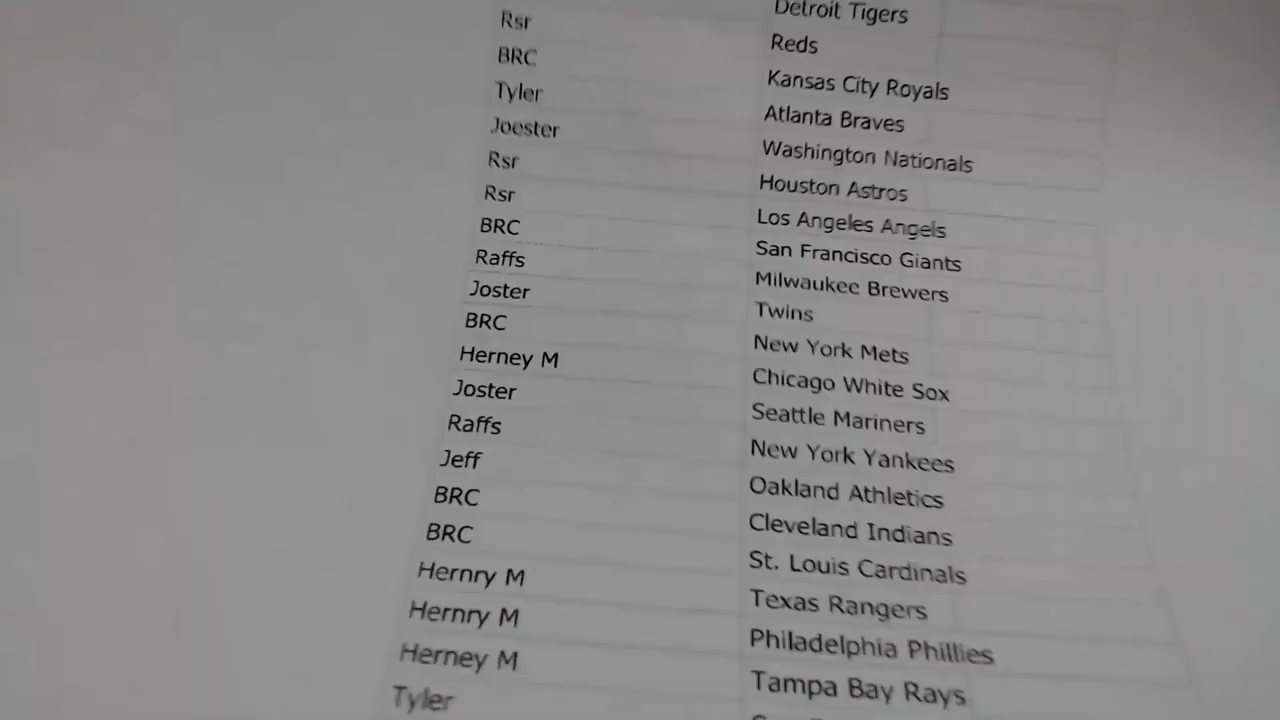 Detroit Tigers
Rsr Reds
BRC Kansas City Royals
Tyler Atlanta Braves
Joester Washington Nationals
Rsr Houston Astros
Rsr Los Angeles Angels
BRC San Francisco Giants
Raffs Milwaukee Brewers
Joster Twins
BRC New York Mets
Herney M Chicago White Sox
Joster Seattle Mariners
Raffs New York Yankees
Jeff Oakland Athletics
BRC Cleveland Indians
BRC St. Louis Cardinals
Hernry M Texas Rangers
Hernry M Philadelphia Phillies
Herney M Tampa Bay Rays
Tyler